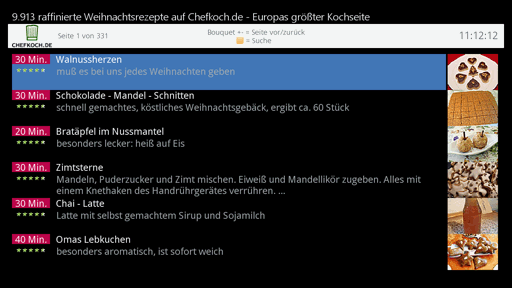 9.913 raffinierte Weihnachtsrezepte auf Chefkoch.de - Europas größter Kochseite
CHEFKOCH.DE
Seite 1 von 331
Bouquet +- = Seite vor/zurück
= Suche
11:12:12
30 Min. Walnussherzen
***** muß es bei uns jedes Weihnachten geben
30 Min. Schokolade - Mandel - Schnitten
***** schnell gemachtes, köstliches Weihnachtsgebäck, ergibt ca. 60 Stück
20 Min. Bratäpfel im Nussmantel
***** besonders lecker: heiß auf Eis
30 Min. Zimtsterne
***** Mandeln, Puderzucker und Zimt mischen. Eiweiß und Mandellikör zugeben. Alles mit
einem Knethaken des Handrührgerätes verrühren. ...
30 Min. Chai - Latte
***** Latte mit selbst gemachtem Sirup und Sojamilch
40 Min. Omas Lebkuchen
***** besonders aromatisch, ist sofort weich